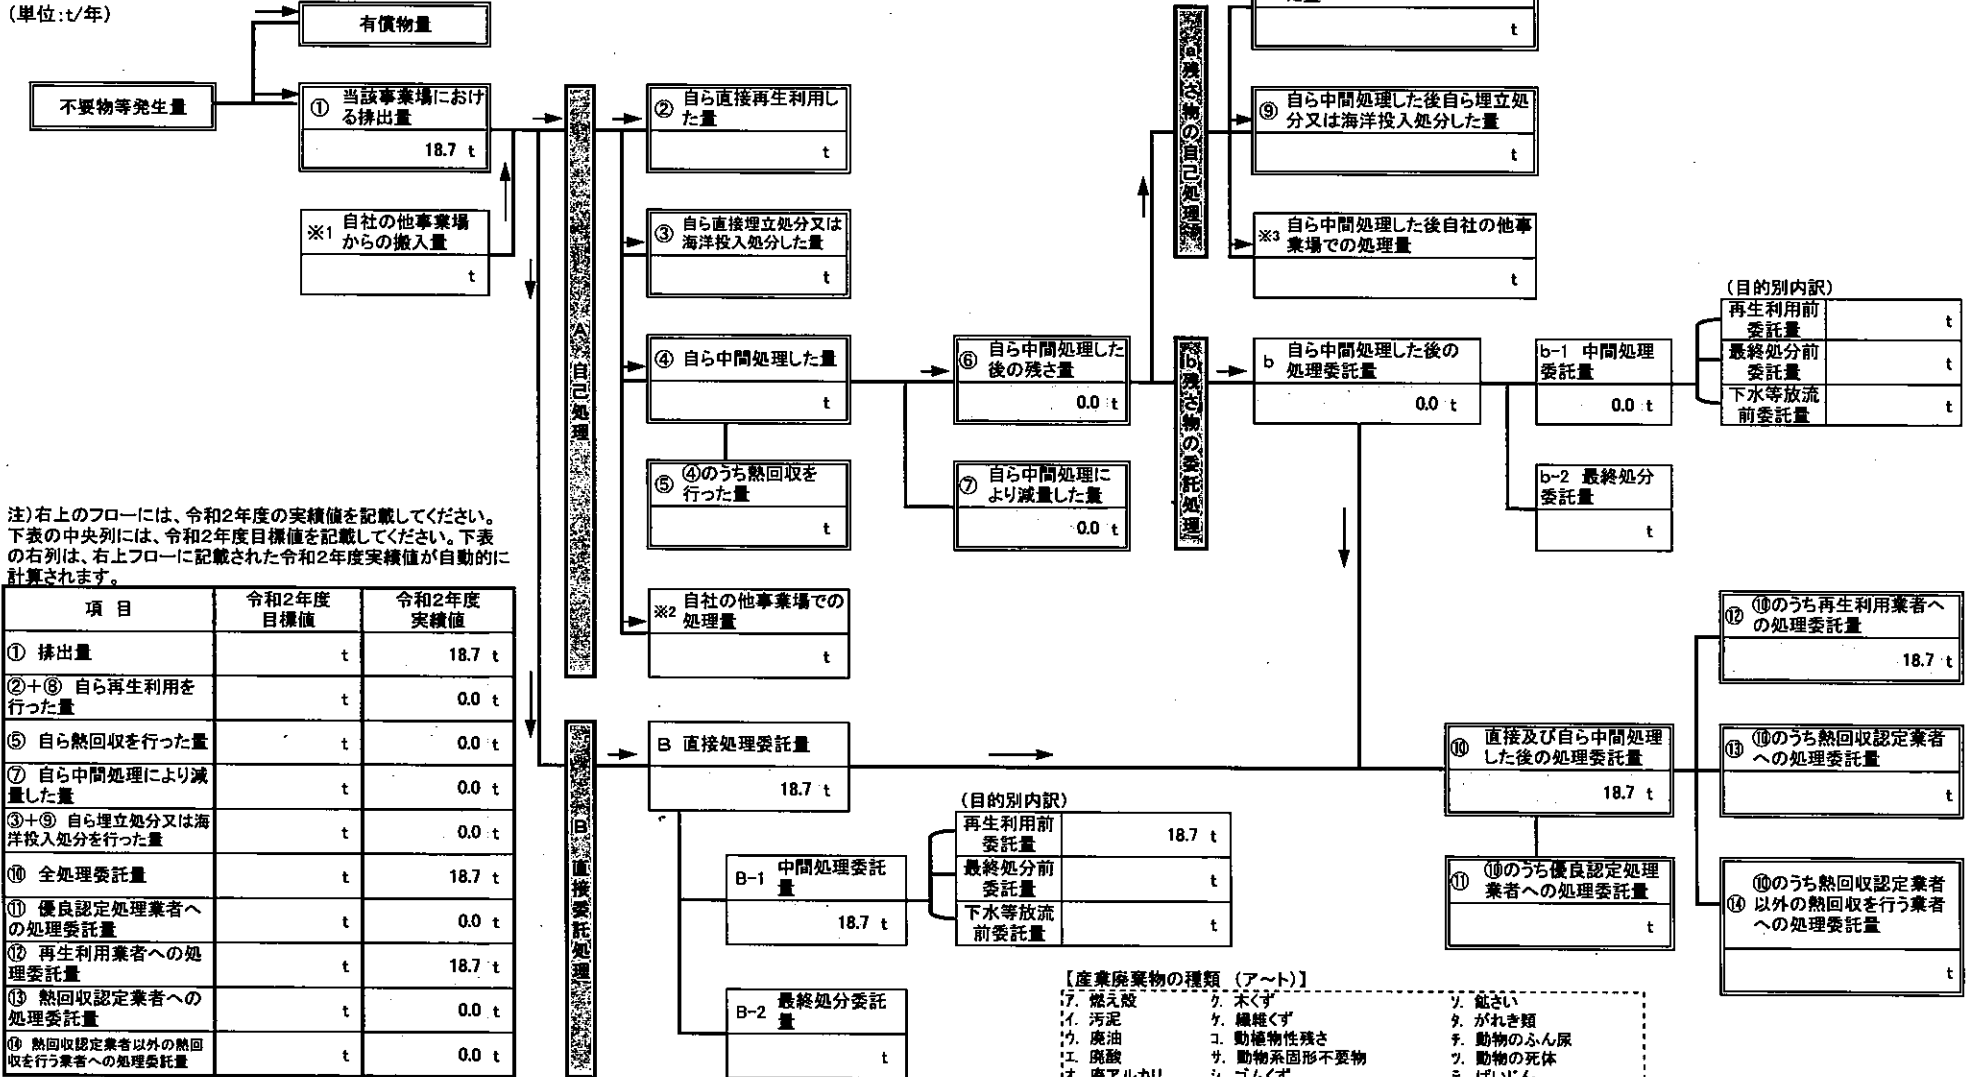 (単位:t/年)
有償物量
不要物等発生量
① 当該事業場におけ
る排出量
18.7 t
※1 自社の他事業場
からの搬入量
t
A 自己処理
② 自ら直接再生利用し
た量
t
③ 自ら直接埋立処分又は
海洋投入処分した量
t
④ 自ら中間処理した量
t
⑤ ④のうち熱回収を
行った量
t
※2 自社の他事業場での
処理量
t
⑥ 自ら中間処理した
後の残さ量
0.0 t
⑦ 自ら中間処理に
より減量した量
0.0 t
a 残さ物の自己処理
t
⑨ 自ら中間処理した後自ら埋立処
分又は海洋投入処分した量
t
※3 自ら中間処理した後自社の他事
業場での処理量
t
b 残さ物の委託処理
b 自ら中間処理した後の
処理委託量
0.0 t
b-1 中間処理
委託量
0.0 t
b-2 最終処分
委託量
t
(目的別内訳)
再生利用前
委託量 t
最終処分前
委託量 t
下水等放流
前委託量 t
注)右上のフローには、令和2年度の実績値を記載してください。
下表の中央列には、令和2年度目標値を記載してください。下表
の右列は、右上フローに記載された令和2年度実績値が自動的に
計算されます。
項 目 令和2年度 令和2年度
目標値 実績値
① 排出量 t 18.7 t
②+⑧ 自ら再生利用を
行った量 t 0.0 t
⑤ 自ら熱回収を行った量 t 0.0 t
⑦ 自ら中間処理により減
量した量 t 0.0 t
③+⑨ 自ら埋立処分又は海
洋投入処分を行った量 t 0.0 t
⑩ 全処理委託量 t 18.7 t
⑪ 優良認定処理業者へ
の処理委託量 t 0.0 t
⑫ 再生利用業者への処
理委託量 t 18.7 t
⑬ 熱回収認定業者への
処理委託量 t 0.0 t
⑭ 熱回収認定業者以外の熱回
収を行う業者への処理委託量 t 0.0 t
B 直接委託処理
B 直接処理委託量
18.7 t
B-1 中間処理委託
量
18.7 t
B-2 最終処分委託
量
t
(目的別内訳)
再生利用前
委託量 18.7 t
最終処分前
委託量 t
下水等放流
前委託量 t
⑩ 直接及び自ら中間処理
した後の処理委託量
18.7 t
⑪ ⑩のうち優良認定処理
業者への処理委託量
t
⑫ ⑩のうち再生利用業者へ
の処理委託量
18.7 t
⑬ ⑩のうち熱回収認定業者
への処理委託量
t
⑭ ⑩のうち熱回収認定業者
以外の熱回収を行う業者
への処理委託量
t
【産業廃棄物の種類 (ア~ト)】
ア. 燃え殻 ク. 木くず ソ. 鉱さい
イ. 汚泥 ケ. 繊維くず タ. がれき類
ウ. 廃油 コ. 動植物性残さ チ. 動物のふん尿
エ. 廃酸 サ. 動物系固形不要物 ツ. 動物の死体
オ. 廃アルカリ シ. ゴムくず テ. ばいじん